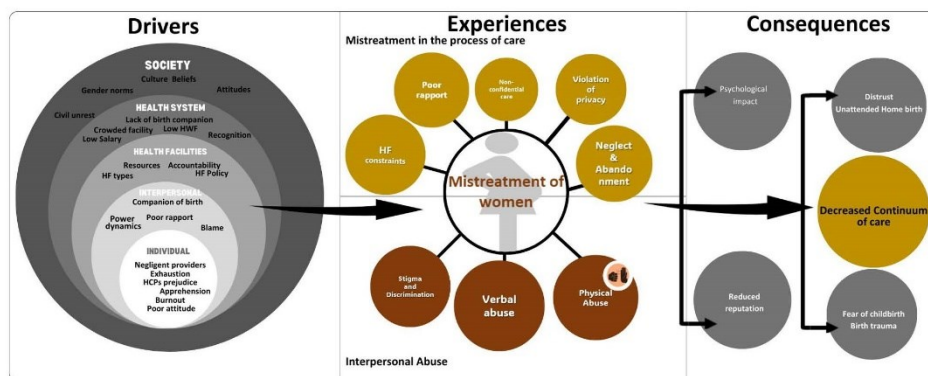 Drivers
SOCIETY
Culture Beliefs
Gender norms
Attitudes
HEALTH SYSTEM
Civil unrest
Lack of birth companion
Crowded facility
Low HWF
Low Salary
Recognition
HEALTH FACILITIES
Resources
Accountability
HF types
HF Policy
INTERPERSONAL
Companion of birth
Power
dynamics
Poor rapport
Blame
INDIVIDUAL
Negligent providers
Exhaustion
HCPs prejudice
Apprehension
Burnout
Poor attitude
Experiences
Mistreatment in the process of care
HF
constraints
Poor
rapport
Non-
confidential care
Violation
of
privacy
Neglect
&
Abando
nment
Mistreatment of
women
Stigma
and
Discrimination
Verbal
abuse
Physical
Abuse
Interpersonal Abuse
Consequences
Psychological
impact
Reduced
reputation
Distrust
Unattended Home birth
Decreased Continuum
of care
Fear of childbirth
Birth trauma